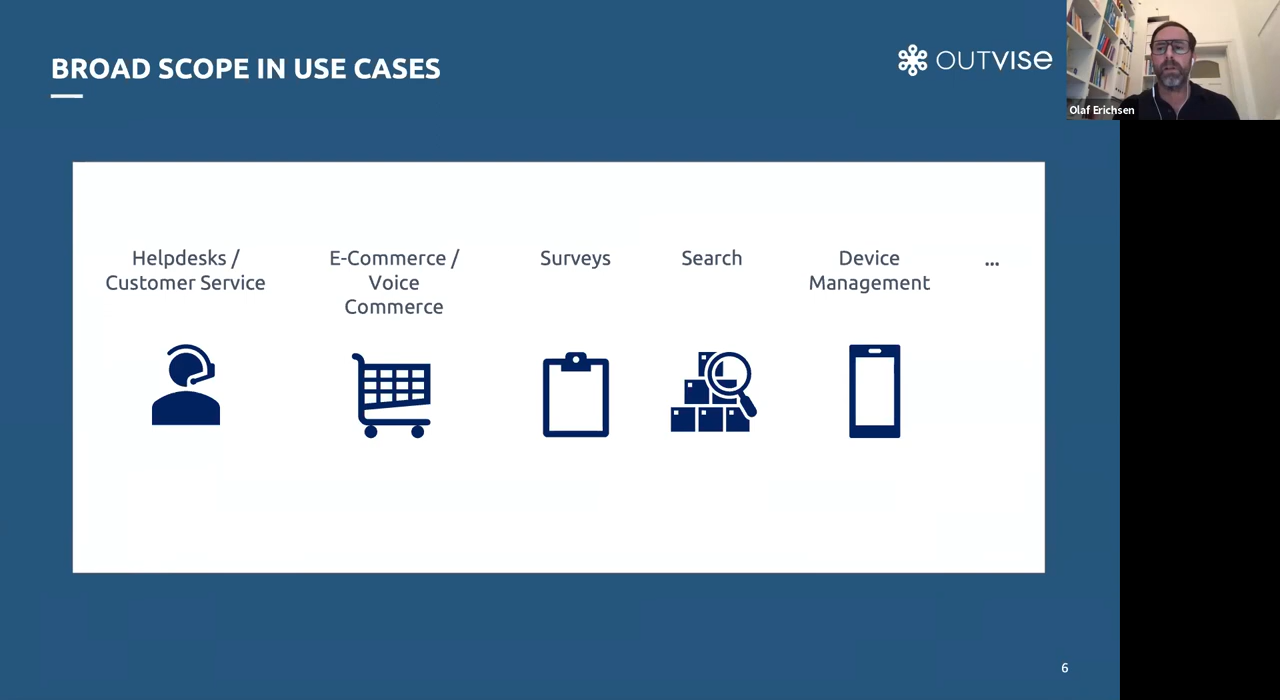 BROAD SCOPE IN USE CASES
OUTVISE
Olaf Erichsen
Helpdesks /
Customer Service
E-Commerce /
Voice
Commerce
Surveys
Search
Device
Management
...
6